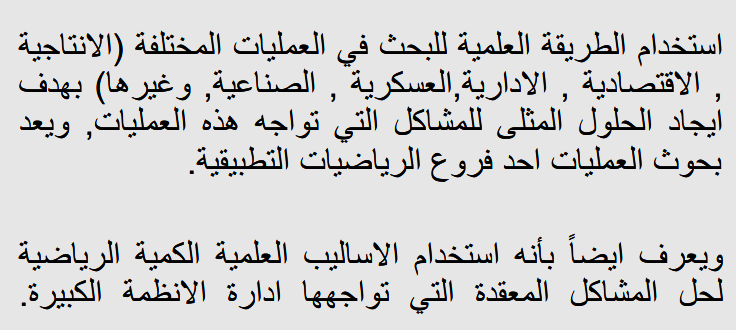 استخدام الطريقة العلمية للبحث في العمليات المختلفة (الانتاجية
, الاقتصادية , الادارية,العسكرية , الصناعية, وغيرها) بهدف
ايجاد الحلول المثلى للمشاكل التي تواجه هذه العمليات, ويعد
بحوث العمليات احد فروع الرياضيات التطبيقية.
ويعرف ايضاً بأنه استخدام الاساليب العلمية الكمية الرياضية
لحل المشاكل المعقدة التي تواجهها ادارة الانظمة الكبيرة.